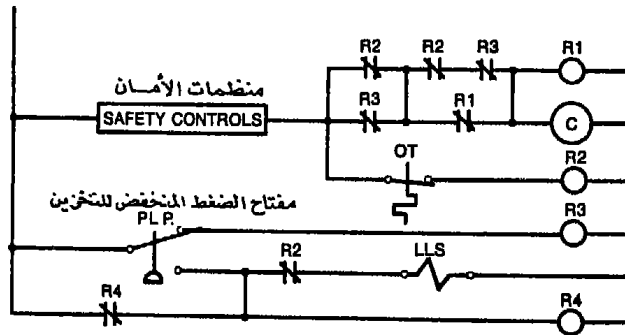 R2 R2 R3 R1
منظمات الأمان
SAFETY CONTROLS R3 R1 C
OT
R2
مفتاح الضغط المنخفض للتخزين
P.L.P.
R3
R2 LLS
R4 R4